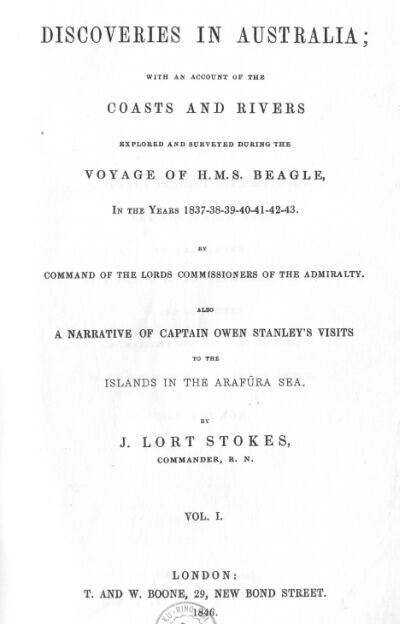 DISCOVERIES IN AUSTRALIA;
WITH AN ACCOUNT OF THE
COASTS AND RIVERS
EXPLORED AND SURVEYED DURING THE
VOYAGE OF H.M.S. BEAGLE,
IN THE YEARS 1837-38-39-40-41-42-43.
BY
COMMAND OF THE LORDS COMMISSIONERS OF THE ADMIRALTY.
ALSO
A NARRATIVE OF CAPTAIN OWEN STANLEY'S VISITS
TO THE
ISLANDS IN THE ARAFŪRA SEA.
BY
J. LORT STOKES,
COMMANDER, R. N.
VOL. I.
LONDON:
T. AND W. BOONE, 29, NEW BOND STREET.
1846.